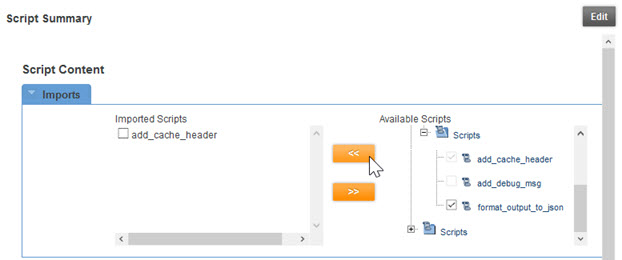 Script Summary
Edit
Script Content
Imports
Imported Scripts
Available Scripts
add_cache_header
Scripts
<<
add_cache_header
add_debug_msg
>>
format_output_to_json
Scripts